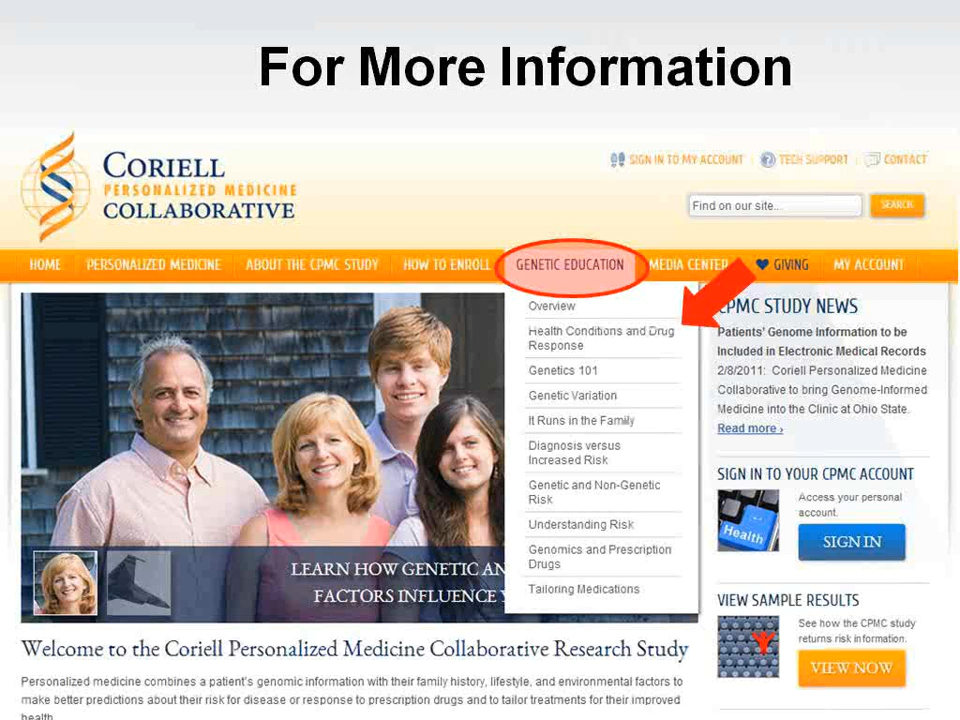 For More Information
CORIELL
PERSONALIZED MEDICINE
COLLABORATIVE
SIGN IN TO MY ACCOUNT
TECH SUPPORT
CONTACT
Find on our site...
SEARCH
HOME
PERSONALIZED MEDICINE
ABOUT THE CPMC STUDY
HOW TO ENROLL
GENETIC EDUCATION
MEDIA CENTER
GIVING
MY ACCOUNT
Overview
Health Conditions and Drug
Response
Genetics 101
Genetic Variation
It Runs in the Family
Diagnosis versus
Increased Risk
Genetic and Non-Genetic
Risk
Understanding Risk
Genomics and Prescription
Drugs
Tailoring Medications
LEARN HOW GENETIC AN
FACTORS INFLUENCE Y
Welcome to the Coriell Personalized Medicine Collaborative Research Study
Personalized medicine combines a patient's genomic information with their family history, lifestyle, and environmental factors to
make better predictions about their risk for disease or response to prescription drugs and to tailor treatments for their improved
health.
CPMC STUDY NEWS
Patients' Genome Information to be
Included in Electronic Medical Records
2/8/2011: Coriell Personalized Medicine
Collaborative to bring Genome-Informed
Medicine into the Clinic at Ohio State.
Read more ›
SIGN IN TO YOUR CPMC ACCOUNT
Health
Access your personal
account.
SIGN IN
VIEW SAMPLE RESULTS
See how the CPMC study
returns risk information.
VIEW NOW